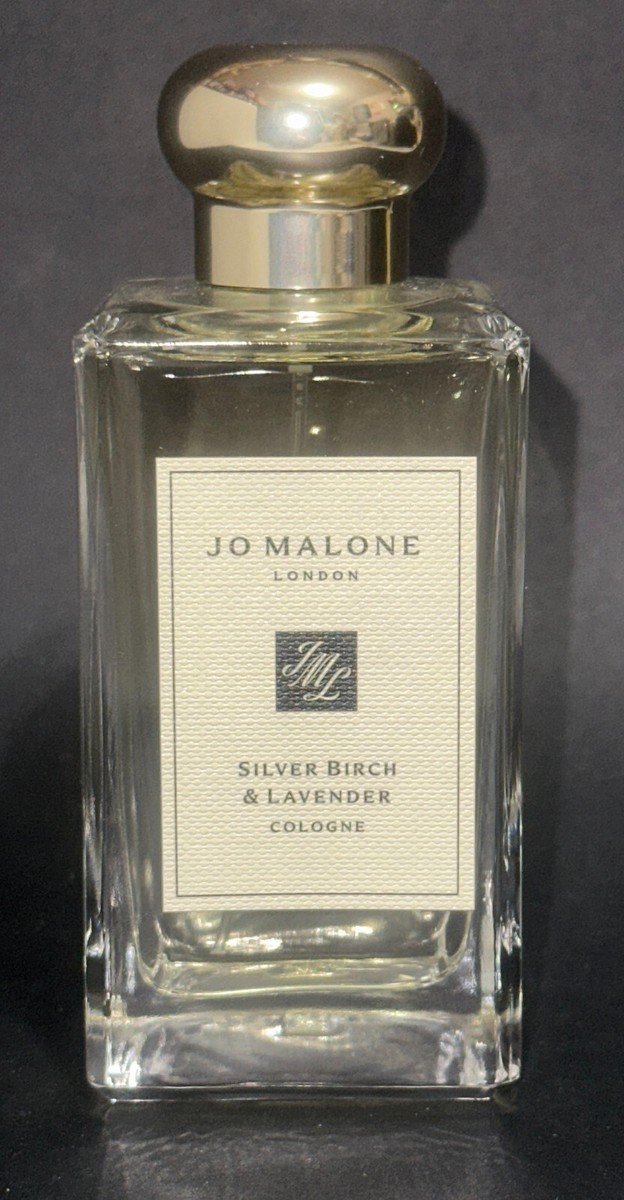 JO MALONE
LONDON
JML
SILVER BIRCH
& LAVENDER
COLOGNE